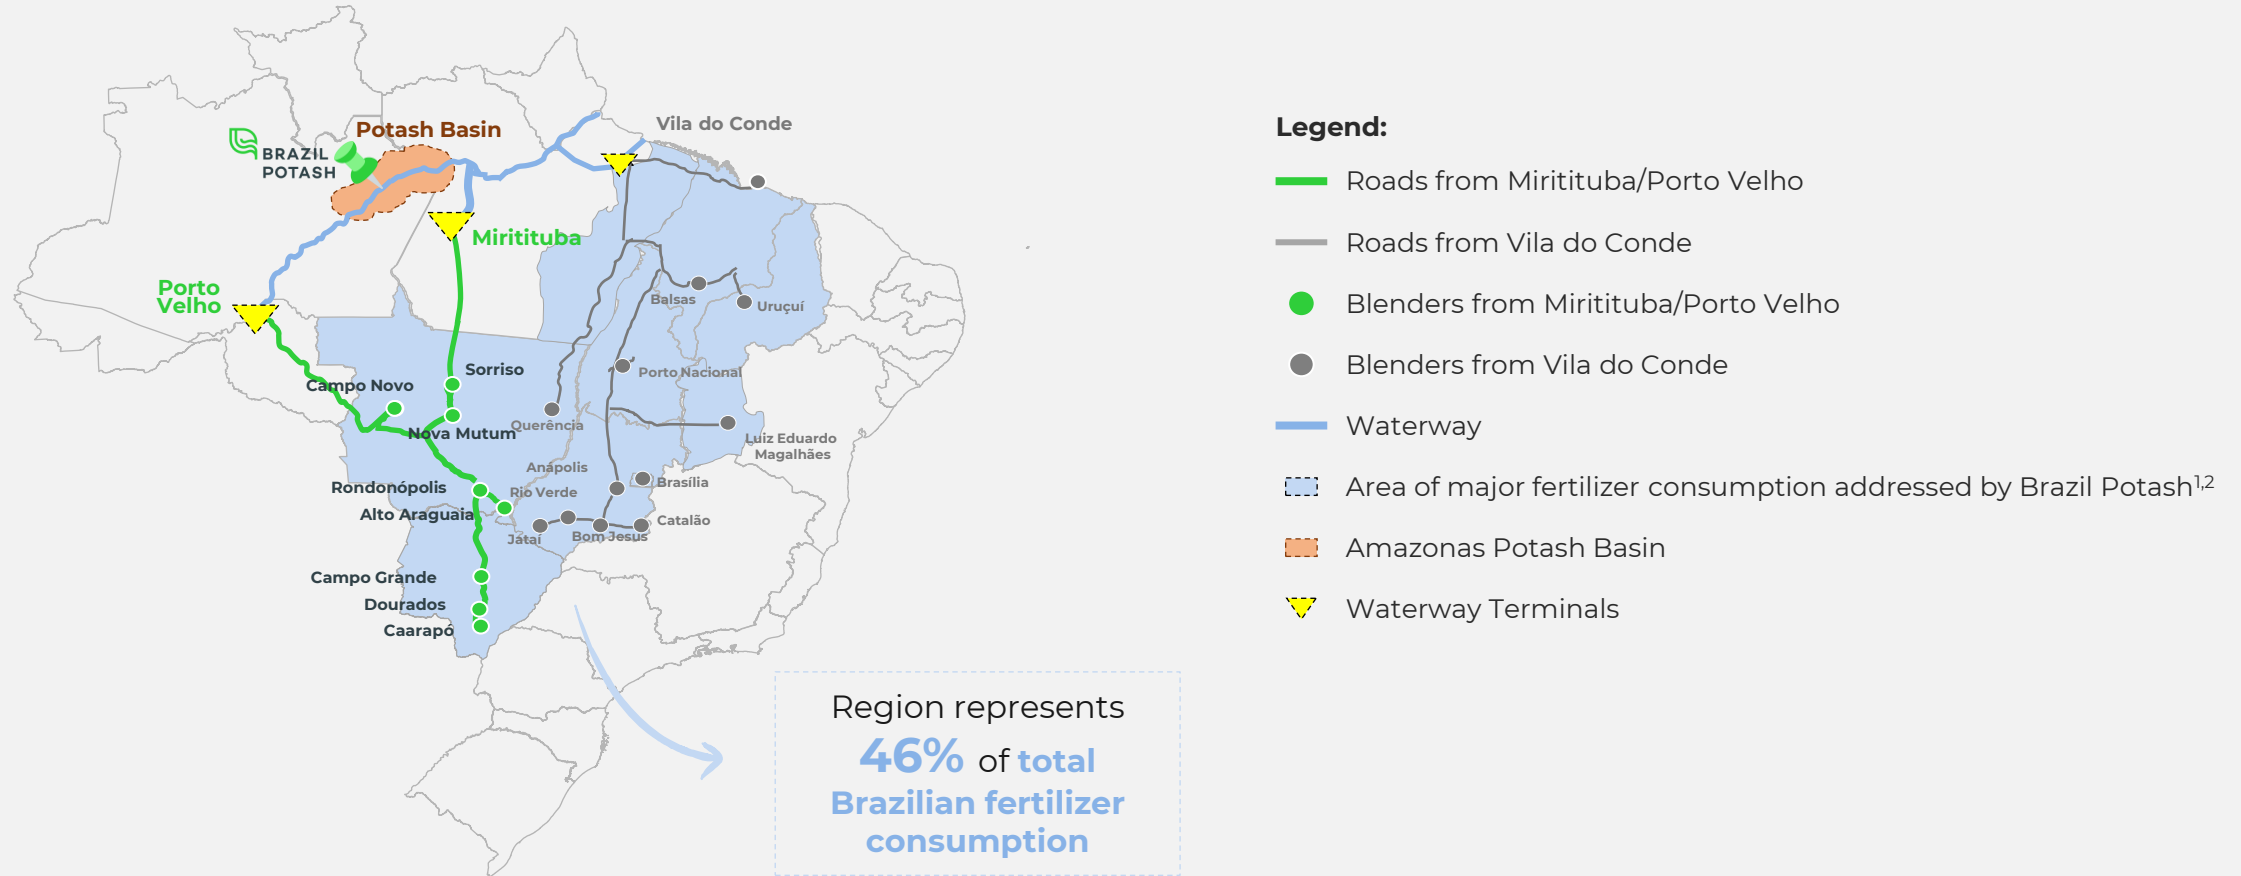 Vila do Conde
Potash Basin
BRAZIL
POTASH
Miritituba
Porto
Velho
Balsas
Uruçuí
Sorriso
Porto Nacional
Campo Novo
Querência
Nova Mutum
Luiz Eduardo
Magalhães
Anápolis
Brasília
Rondonópolis
Rio Verde
Alto Araguaia
Catalão
Jataí
Bom Jesus
Campo Grande
Dourados
Caarapó
Region represents
46% of total
Brazilian fertilizer
consumption
Legend:
Roads from Miritituba/Porto Velho
Roads from Vila do Conde
Blenders from Miritituba/Porto Velho
Blenders from Vila do Conde
Waterway
Area of major fertilizer consumption addressed by Brazil Potash1,2
Amazonas Potash Basin
Waterway Terminals